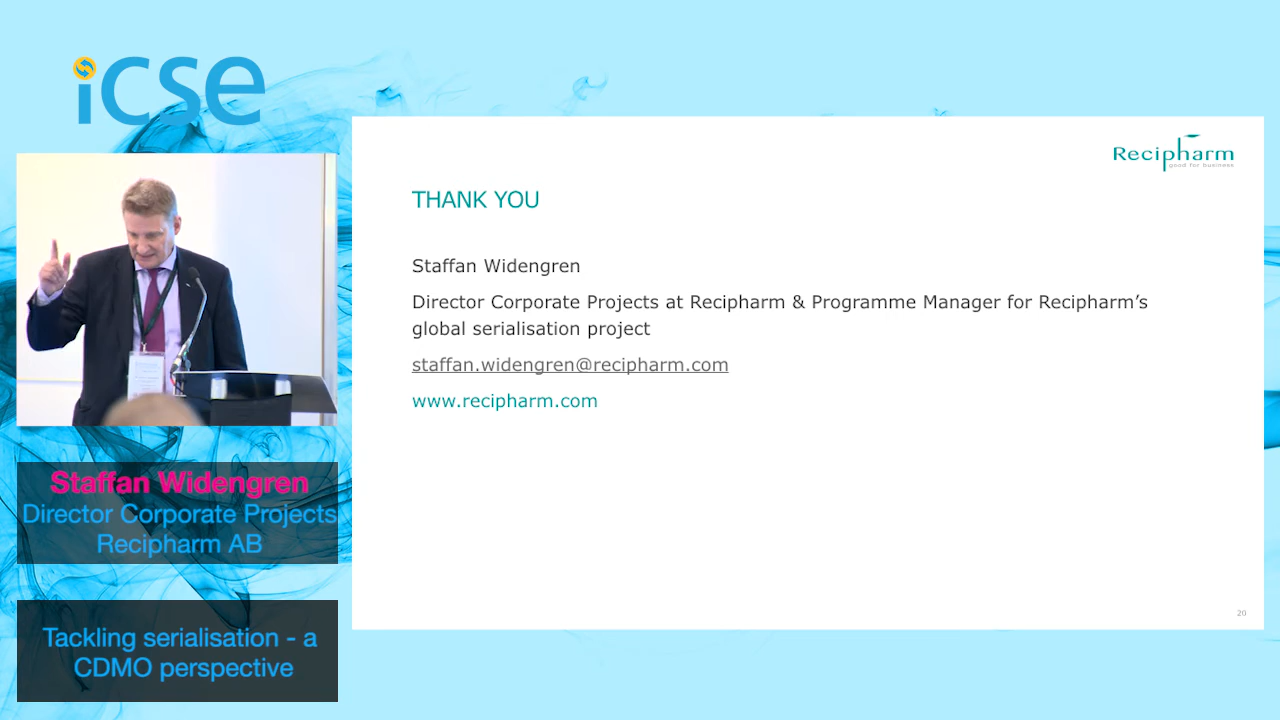 icse
Recipharm
good for business
THANK YOU
Staffan Widengren
Director Corporate Projects at Recipharm & Programme Manager for Recipharm’s
global serialisation project
staffan.widengren@recipharm.com
www.recipharm.com
20
Staffan Widengren
Director Corporate Projects
Recipharm AB
Tackling serialisation - a
CDMO perspective